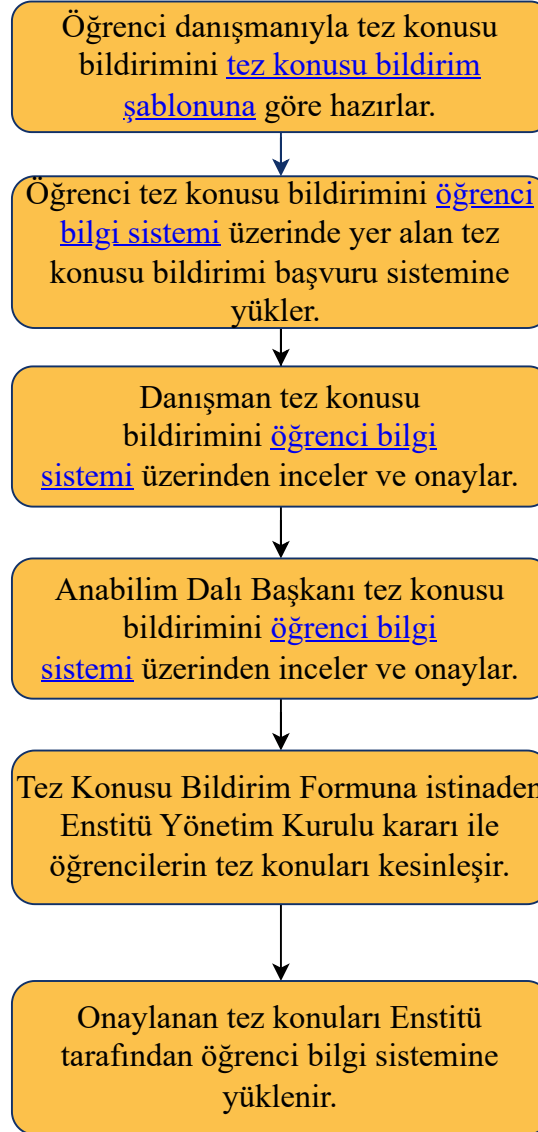 Öğrenci danışmanıyla tez konusu
bildirimini tez konusu bildirim
şablonuna göre hazırlar.
Öğrenci tez konusu bildirimini öğrenci
bilgi sistemi üzerinde yer alan tez
konusu bildirimi başvuru sistemine
yükler.
Danışman tez konusu
bildirimini öğrenci bilgi
sistemi üzerinden inceler ve onaylar.
Anabilim Dalı Başkanı tez konusu
bildirimini öğrenci bilgi
sistemi üzerinden inceler ve onaylar.
Tez Konusu Bildirim Formuna istinaden
Enstitü Yönetim Kurulu kararı ile
öğrencilerin tez konuları kesinleşir.
Onaylanan tez konuları Enstitü
tarafından öğrenci bilgi sistemine
yüklenir.